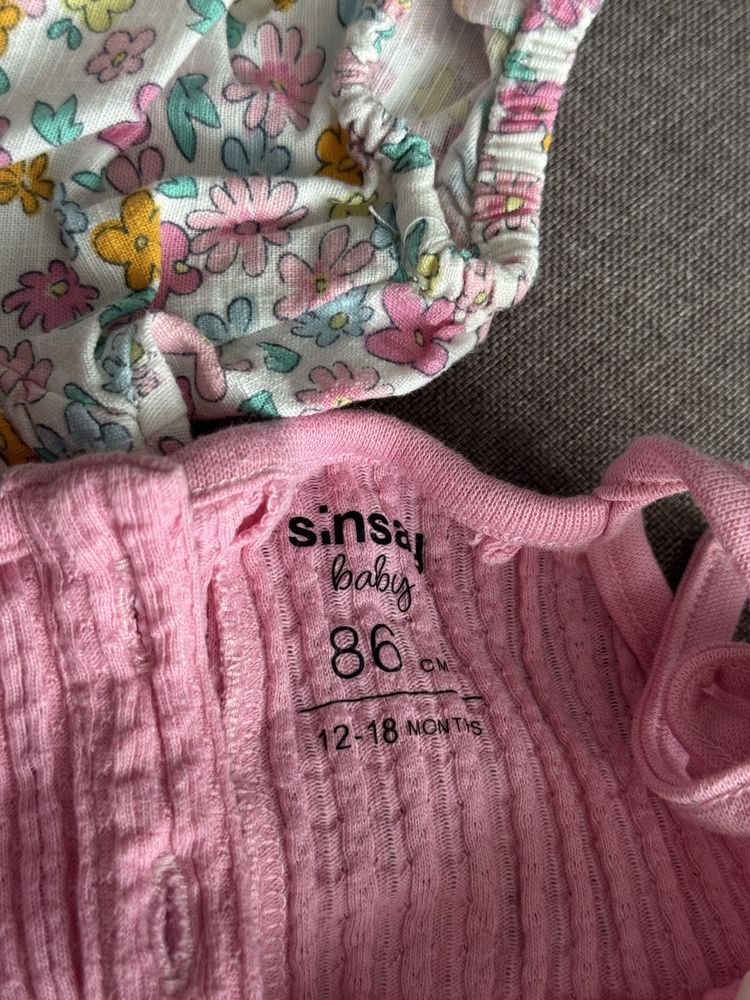 sinsay
baby
86 CM
12-18 MONTHS